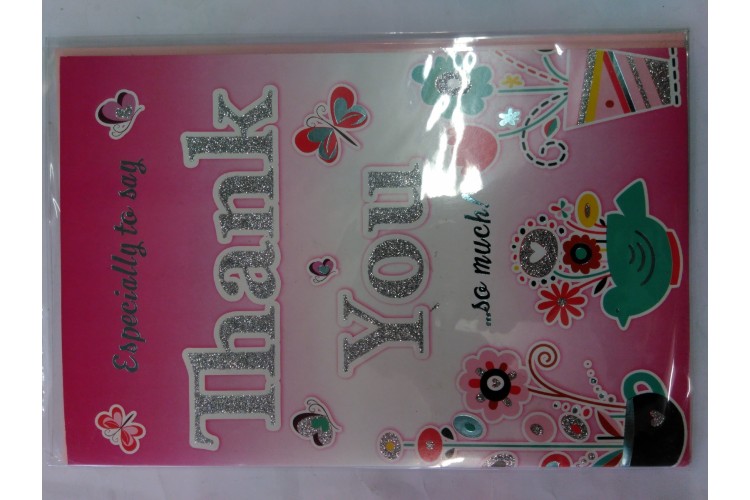 Especially to say
Thank
You
...so much!